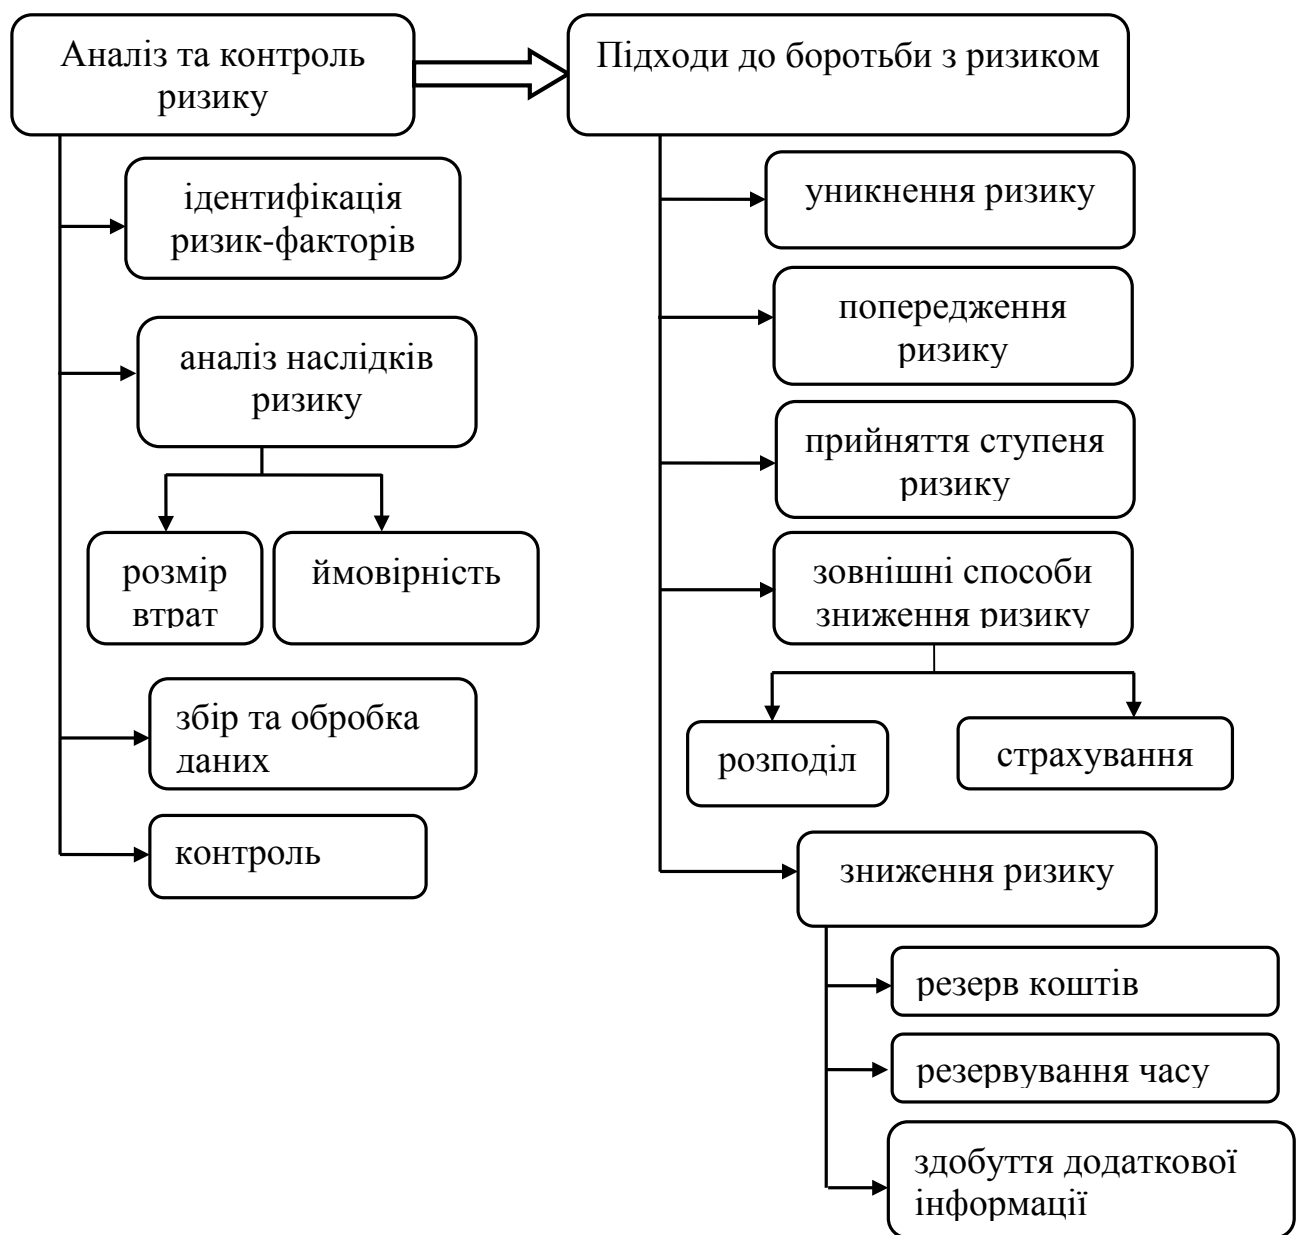 Аналіз та контроль
ризику
Підходи до боротьби з ризиком
ідентифікація
ризик-факторів
аналіз наслідків
ризику
розмір
втрат
ймовірність
збір та обробка
даних
контроль
уникнення ризику
попередження
ризику
прийняття ступеня
ризику
зовнішні способи
зниження ризику
розподіл
страхування
зниження ризику
резерв коштів
резервування часу
здобуття додаткової
інформації